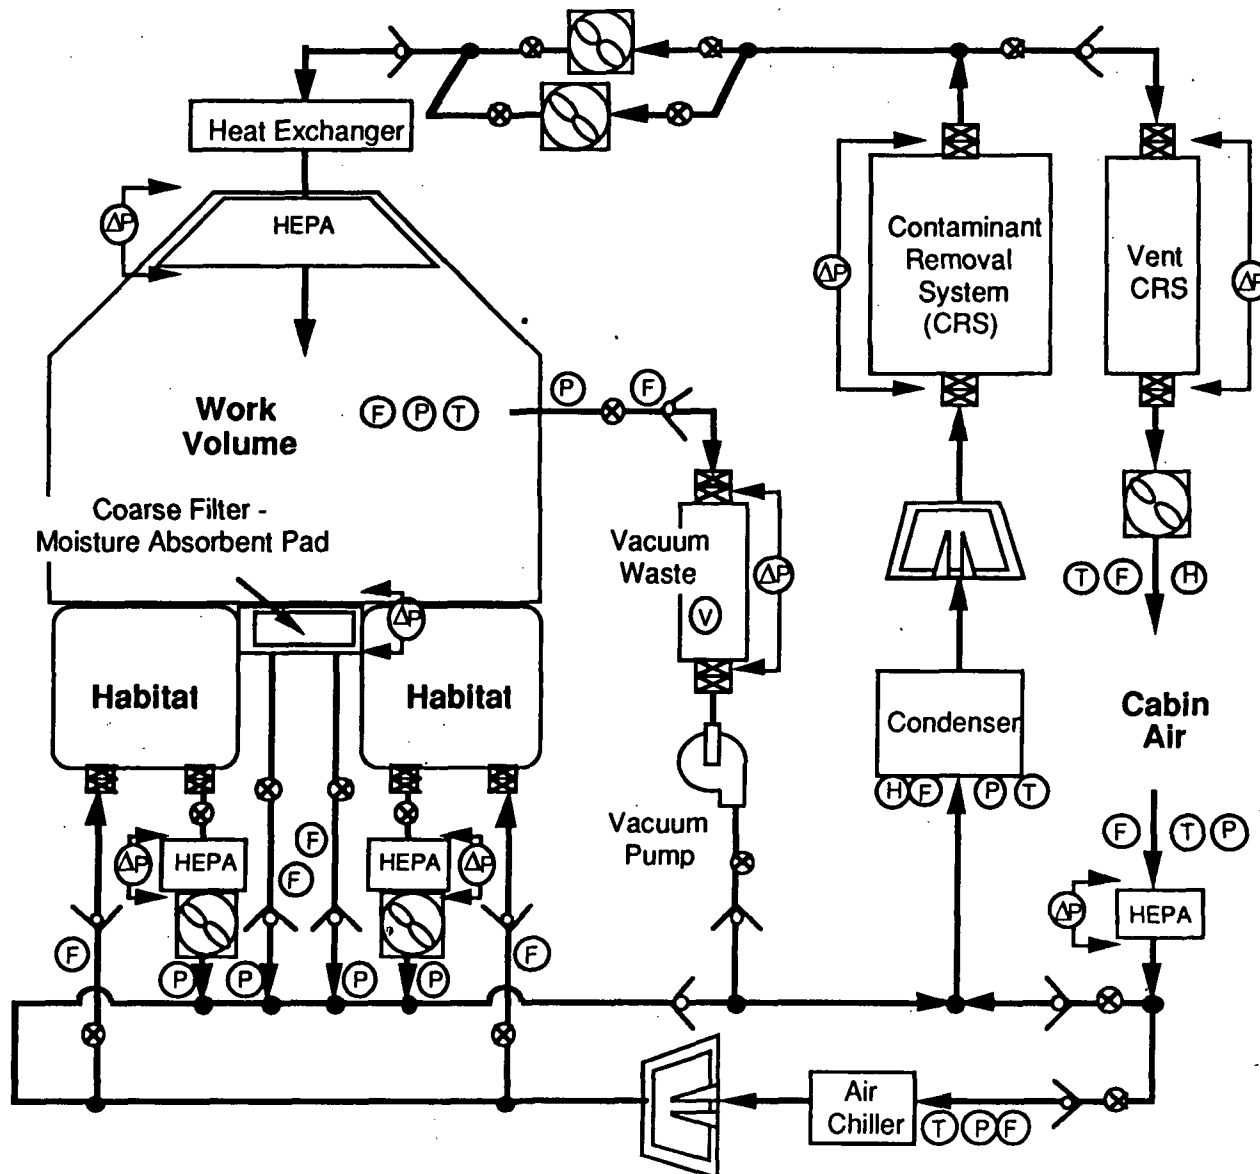 Heat Exchanger
ΔP
HEPA
Contaminant
Removal
System
(CRS)
ΔP
Vent
CRS
ΔP
Work
Volume
F P T
P
F
Coarse Filter -
Moisture Absorbent Pad
ΔP
Vacuum
Waste
V
ΔP
T F H
Habitat
Habitat
Condenser
H F P T
Cabin
Air
Vacuum
Pump
F T P
ΔP
HEPA
F
F
HEPA
ΔP
ΔP
HEPA
F
P
P
P
P
F
Air
Chiller
T P F